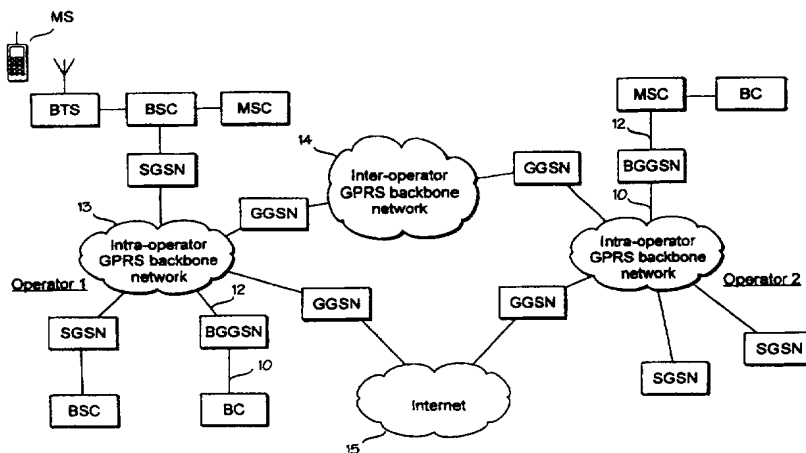 MS
BTS
BSC
MSC
MSC
BC
14
12
SGSN
Inter-operator
GPRS backbone
network
GGSN
BGGSN
13
GGSN
10
Intra-operator
GPRS backbone
network
Intra-operator
GPRS backbone
network
Operator 1
12
Operator 2
SGSN
BGGSN
GGSN
GGSN
SGSN
SGSN
10
BSC
BC
Internet
15